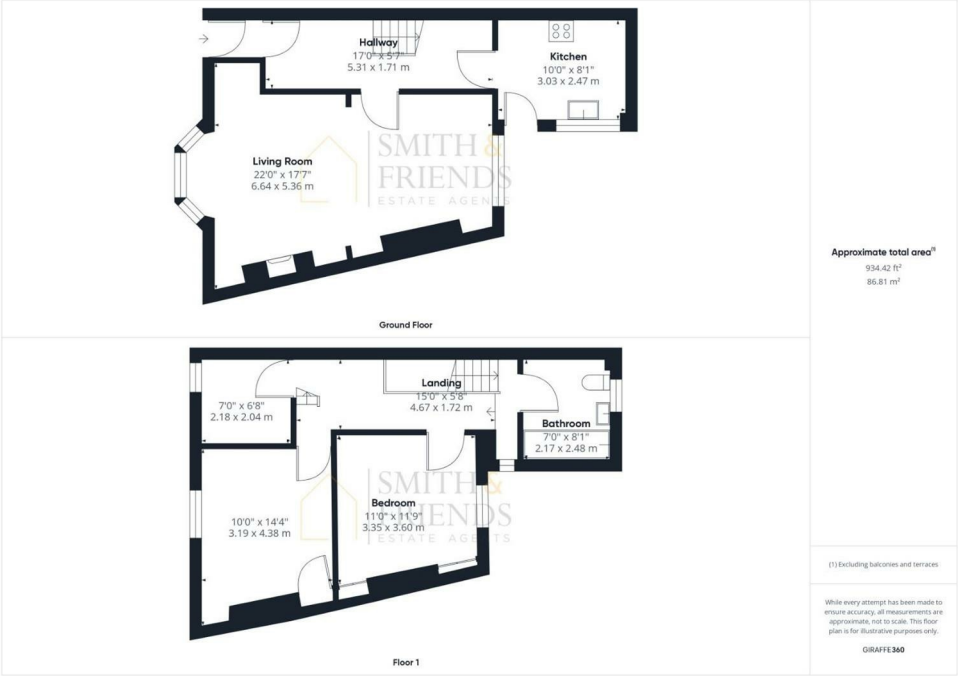 Hallway
17'0" x 5'7"
5.31 x 1.71 m
Kitchen
10'0" x 8'1"
3.03 x 2.47 m
Living Room
22'0" x 17'7"
6.64 x 5.36 m
SMITH &
FRIENDS
ESTATE AGENTS
Ground Floor
Approximate total area(1)
934.42 ft²
86.81 m²
7'0" x 6'8"
2.18 x 2.04 m
Landing
15'0" x 5'8"
4.67 x 1.72 m
Bathroom
7'0" x 8'1"
2.17 x 2.48 m
10'0" x 14'4"
3.19 x 4.38 m
Bedroom
11'0" x 11'9"
3.35 x 3.60 m
SMITH &
FRIENDS
ESTATE AGENTS
Floor 1
(1) Excluding balconies and terraces
While every attempt has been made to
ensure accuracy, all measurements are
approximate, not to scale. This floor
plan is for illustrative purposes only.
GIRAFFE360